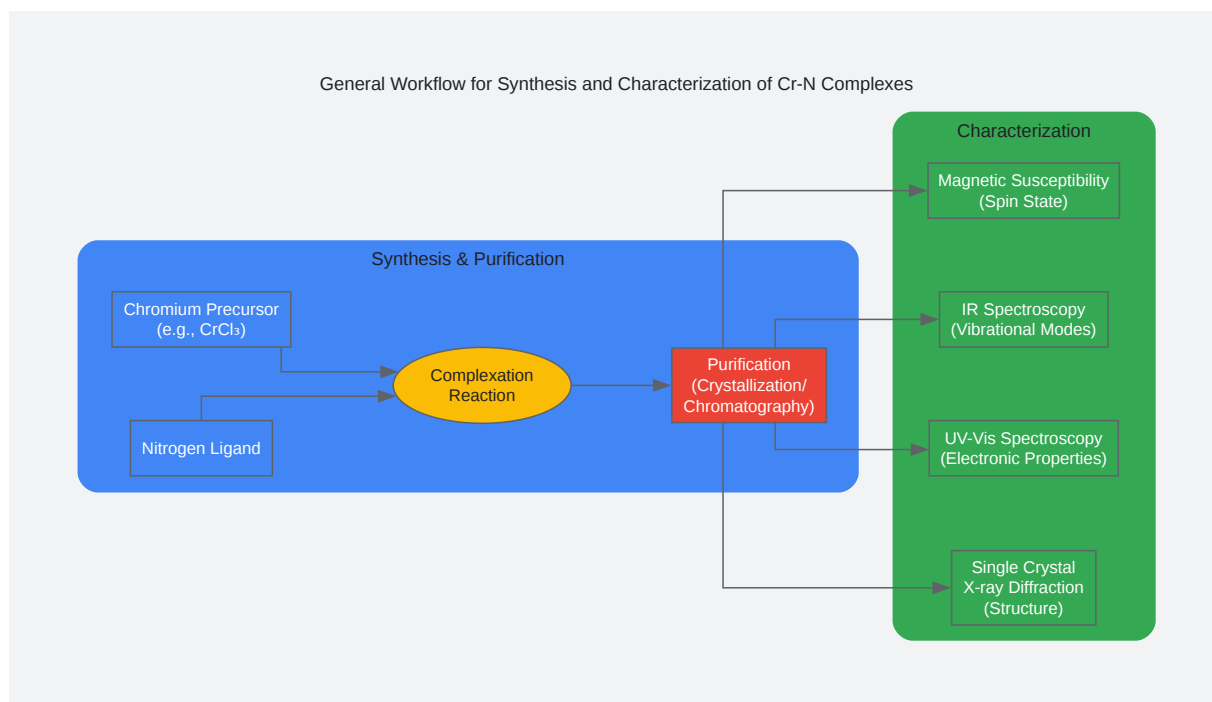 General Workflow for Synthesis and Characterization of Cr-N Complexes
Synthesis & Purification
Chromium Precursor
(e.g., CrCl₃)
Nitrogen Ligand
Complexation
Reaction
Purification
(Crystallization/
Chromatography)
Characterization
Magnetic Susceptibility
(Spin State)
IR Spectroscopy
(Vibrational Modes)
UV-Vis Spectroscopy
(Electronic Properties)
Single Crystal
X-ray Diffraction
(Structure)